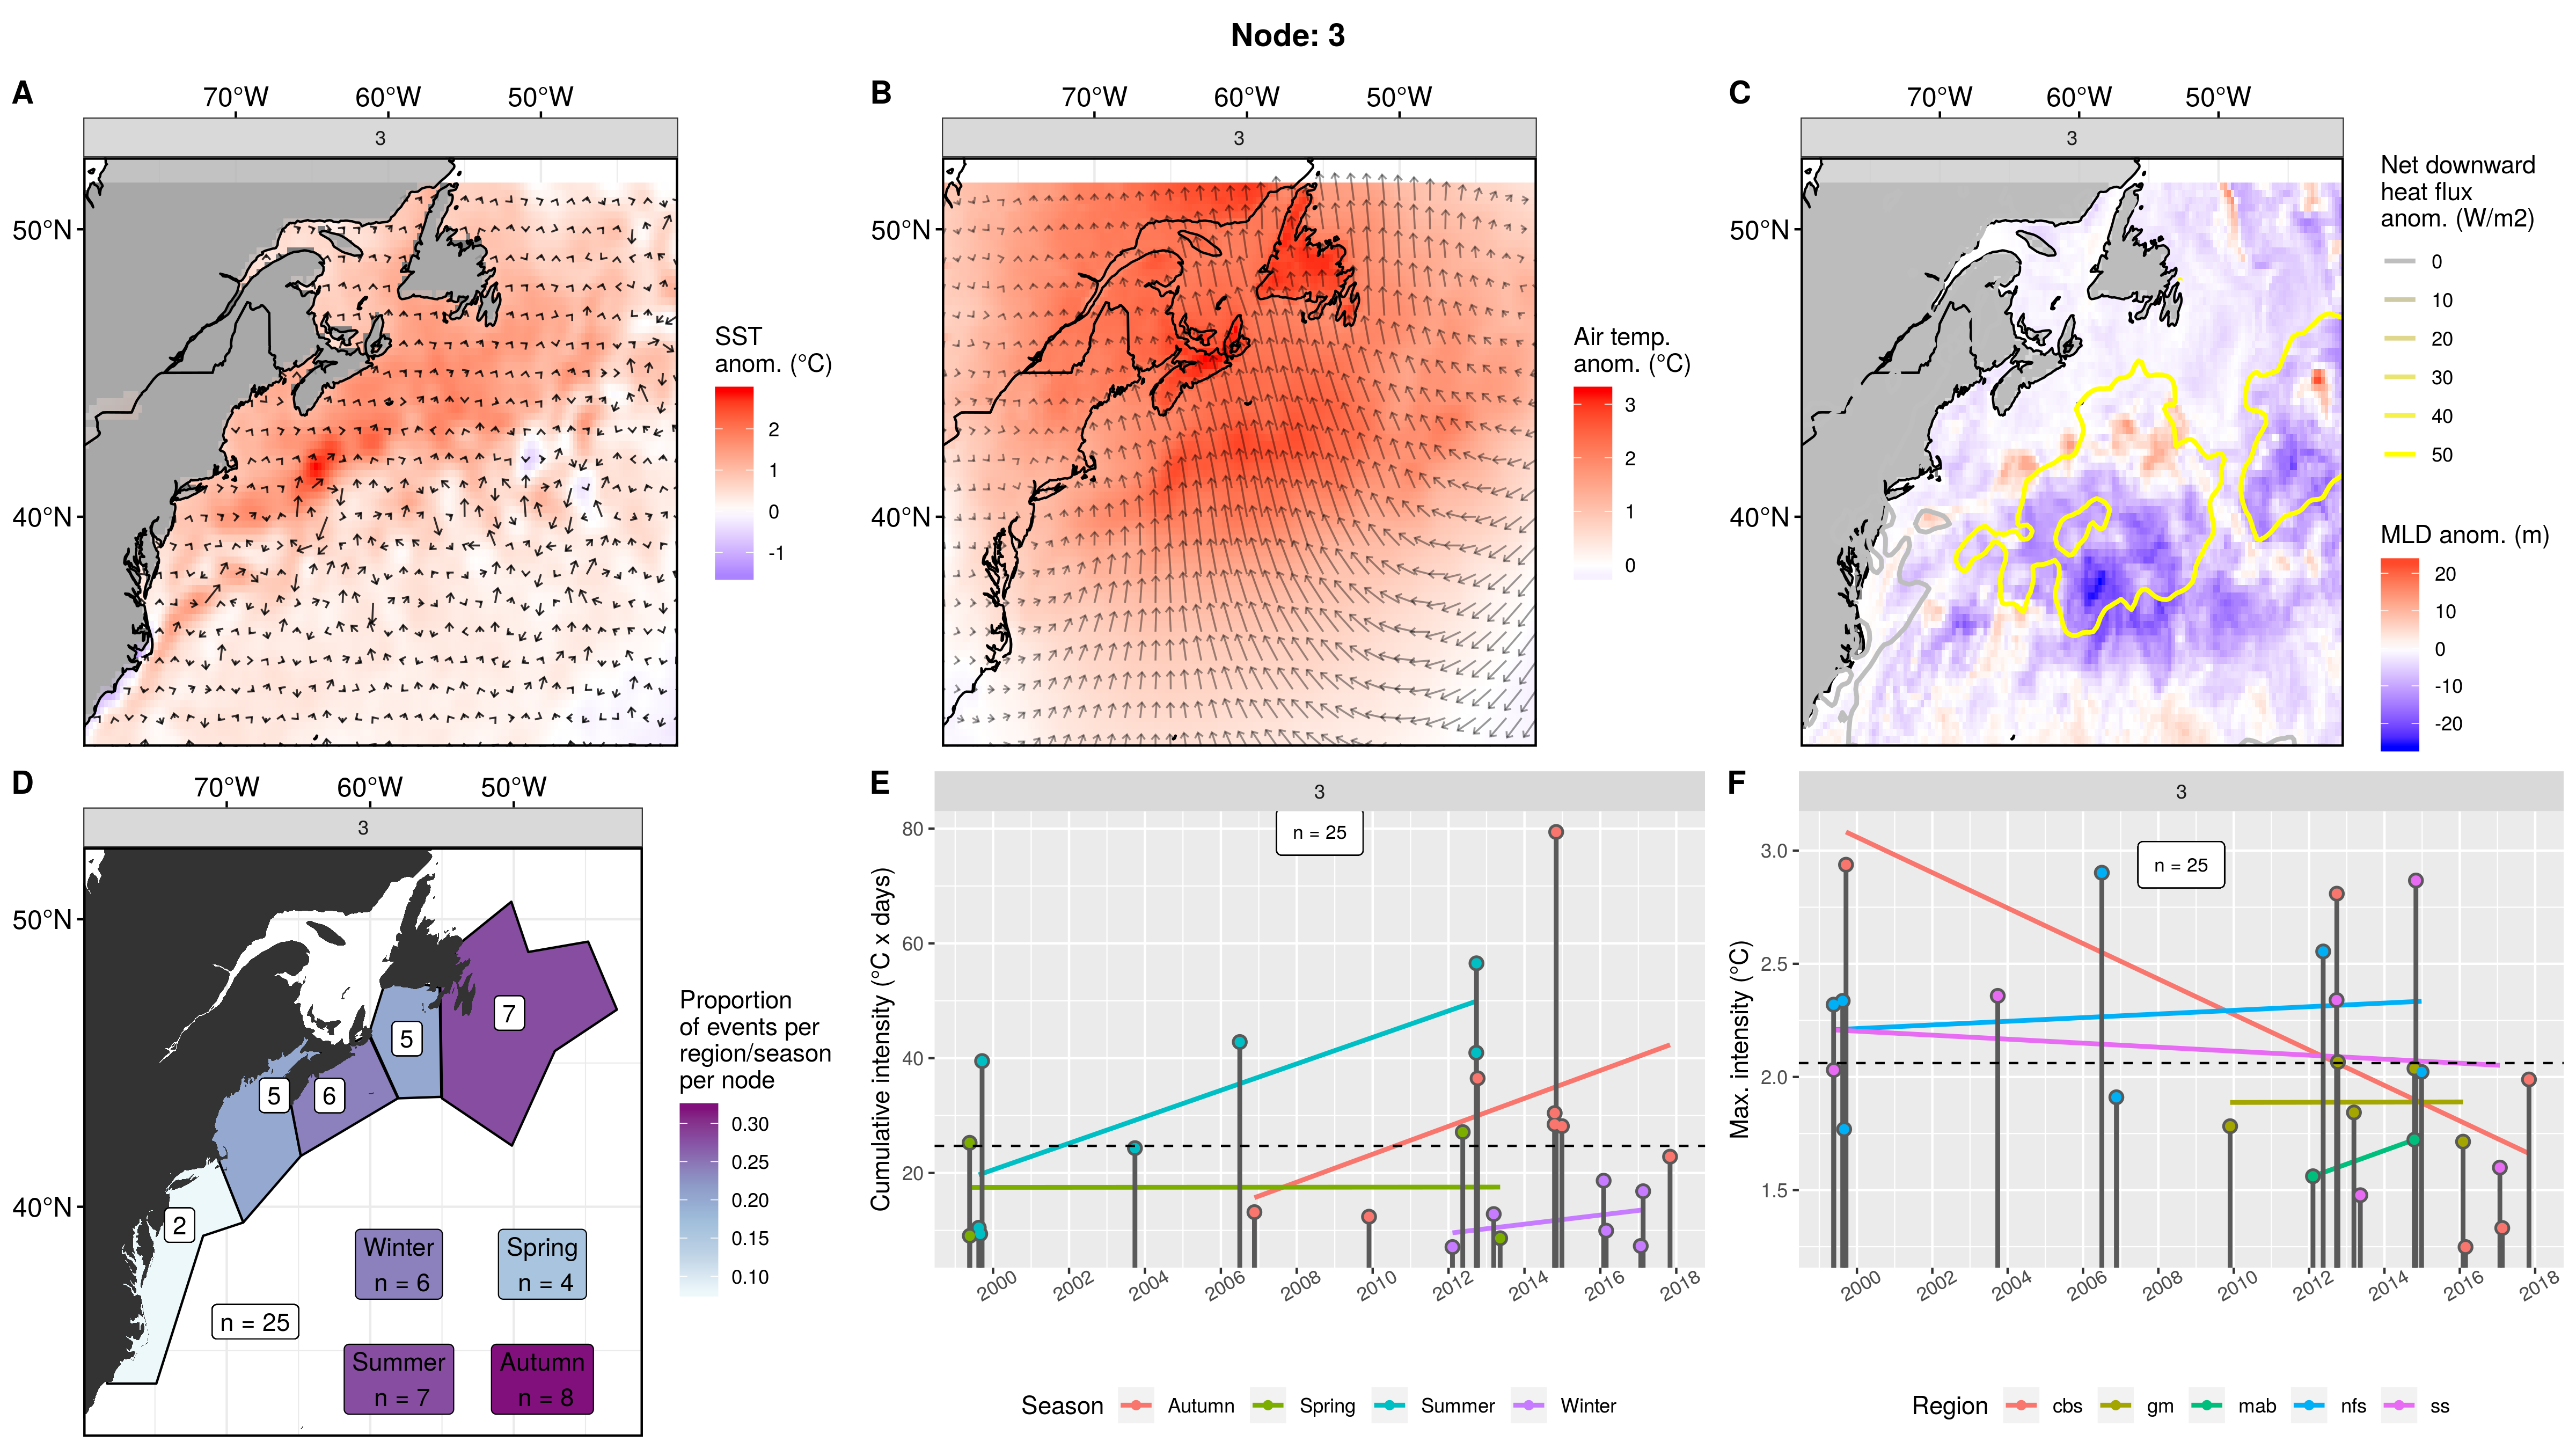 Node: 3
A
70°W 60°W 50°W
3
50°N
40°N
SST
anom. (°C)
2
1
0
-1
B
70°W 60°W 50°W
3
50°N
40°N
Air temp.
anom. (°C)
3
2
1
0
C
70°W 60°W 50°W
3
50°N
40°N
Net downward
heat flux
anom. (W/m2)
0
10
20
30
40
50
MLD anom. (m)
20
10
0
-10
-20
D
70°W 60°W 50°W
3
50°N
40°N
7
5
5
6
2
Winter
n = 6
Spring
n = 4
n = 25
Summer
n = 7
Autumn
n = 8
Proportion
of events per
region/season
per node
0.30
0.25
0.20
0.15
0.10
E
3
n = 25
Cumulative intensity (°C x days)
80
60
40
20
2000 2002 2004 2006 2008 2010 2012 2014 2016 2018
Season Autumn Spring Summer Winter
F
3
n = 25
Max. intensity (°C)
3.0
2.5
2.0
1.5
2000 2002 2004 2006 2008 2010 2012 2014 2016 2018
Region cbs gm mab nfs ss